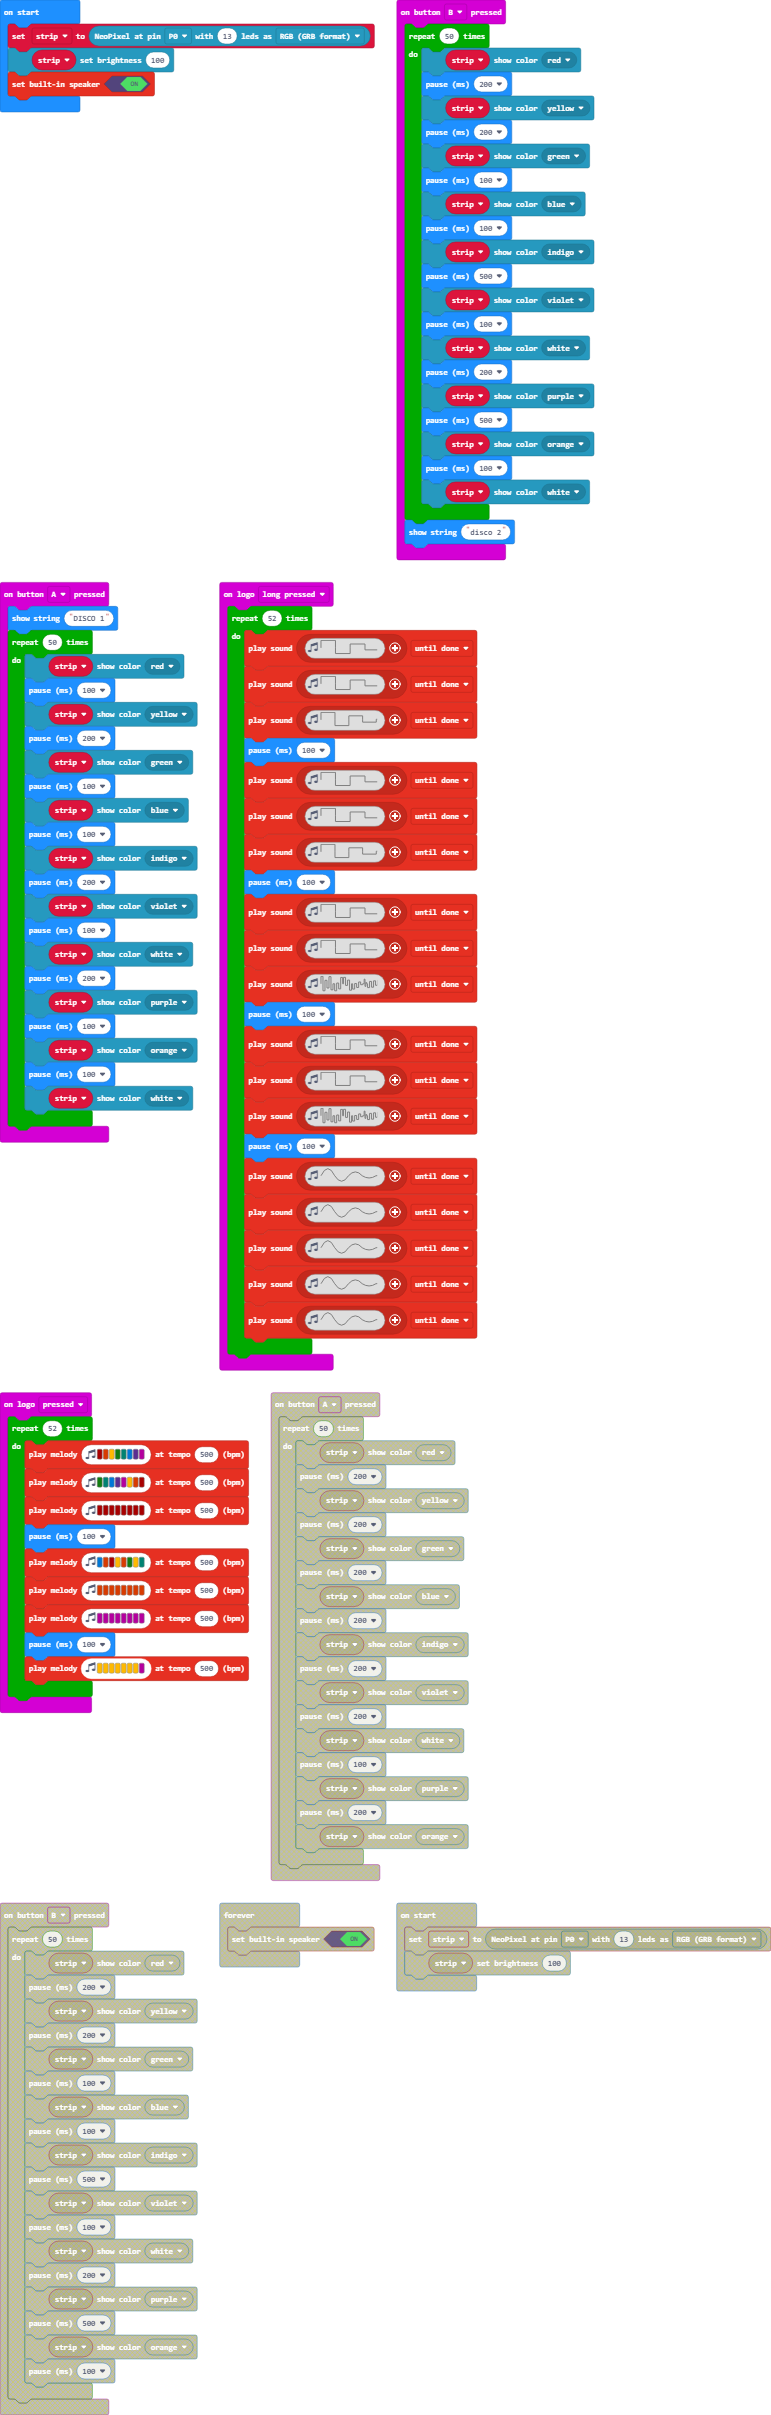 on start
set strip to NeoPixel at pin P0 with 13 leds as RGB (GRB format)
strip set brightness 100
set built-in speaker ON
on button B pressed
repeat 50 times
do
strip show color red
pause (ms) 200
strip show color yellow
pause (ms) 200
strip show color green
pause (ms) 100
strip show color blue
pause (ms) 100
strip show color indigo
pause (ms) 500
strip show color violet
pause (ms) 100
strip show color white
pause (ms) 200
strip show color purple
pause (ms) 500
strip show color orange
pause (ms) 100
strip show color white
show string "disco 2"
on button A pressed
show string "DISCO 1"
repeat 50 times
do
strip show color red
pause (ms) 100
strip show color yellow
pause (ms) 200
strip show color green
pause (ms) 100
strip show color blue
pause (ms) 100
strip show color indigo
pause (ms) 200
strip show color violet
pause (ms) 100
strip show color white
pause (ms) 200
strip show color purple
pause (ms) 100
strip show color orange
pause (ms) 100
strip show color white
on logo long pressed
repeat 52 times
do
play sound until done
play sound until done
play sound until done
pause (ms) 100
play sound until done
play sound until done
play sound until done
pause (ms) 100
play sound until done
play sound until done
play sound until done
pause (ms) 100
play sound until done
play sound until done
play sound until done
pause (ms) 100
play sound until done
play sound until done
play sound until done
play sound until done
play sound until done
on logo pressed
repeat 52 times
do
play melody at tempo 500 (bpm)
play melody at tempo 500 (bpm)
play melody at tempo 500 (bpm)
pause (ms) 100
play melody at tempo 500 (bpm)
play melody at tempo 500 (bpm)
play melody at tempo 500 (bpm)
pause (ms) 100
play melody at tempo 500 (bpm)
on button A pressed
repeat 50 times
do
strip show color red
pause (ms) 200
strip show color yellow
pause (ms) 200
strip show color green
pause (ms) 200
strip show color blue
pause (ms) 200
strip show color indigo
pause (ms) 200
strip show color violet
pause (ms) 200
strip show color white
pause (ms) 100
strip show color purple
pause (ms) 200
strip show color orange
on button B pressed
repeat 50 times
do
strip show color red
pause (ms) 200
strip show color yellow
pause (ms) 200
strip show color green
pause (ms) 100
strip show color blue
pause (ms) 100
strip show color indigo
pause (ms) 500
strip show color violet
pause (ms) 100
strip show color white
pause (ms) 200
strip show color purple
pause (ms) 500
strip show color orange
pause (ms) 100
forever
set built-in speaker ON
on start
set strip to NeoPixel at pin P0 with 13 leds as RGB (GRB format)
strip set brightness 100